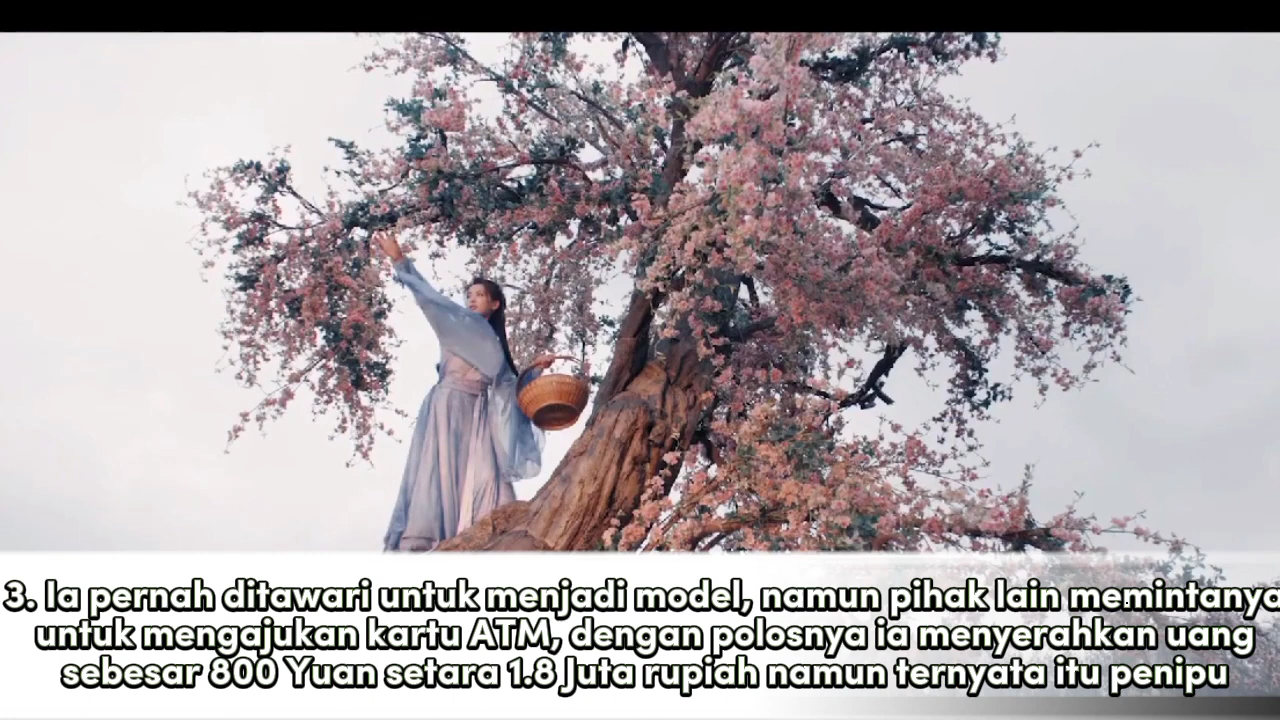 3. Ia pernah ditawari untuk menjadi model, namun pihak lain memintanya
untuk mengajukan kartu ATM, dengan polosnya ia menyerahkan uang
sebesar 800 Yuan setara 1.8 Juta rupiah namun ternyata itu penipu